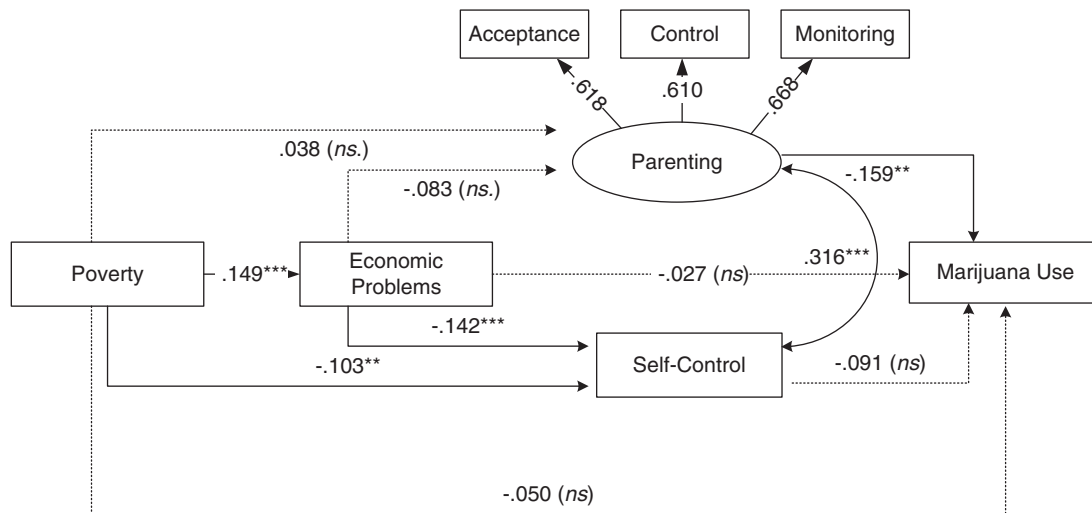 Acceptance
Control
Monitoring
.618
.610
.668
.038 (ns.)
Parenting
-.083 (ns.)
-.159**
Poverty
.149***
Economic
Problems
-.027 (ns)
.316***
Marijuana Use
-.142***
-.103**
Self-Control
-.091 (ns)
-.050 (ns)